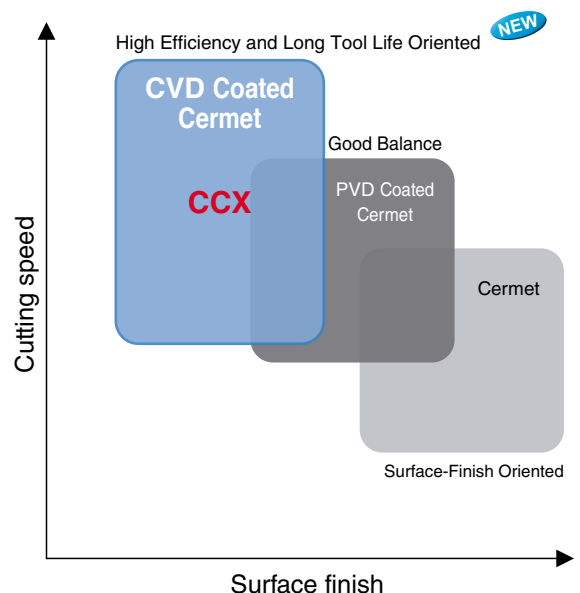 NEW
High Efficiency and Long Tool Life Oriented
CVD Coated
Cermet
CCX
Good Balance
PVD Coated
Cermet
Cermet
Surface-Finish Oriented
Cutting speed
Surface finish